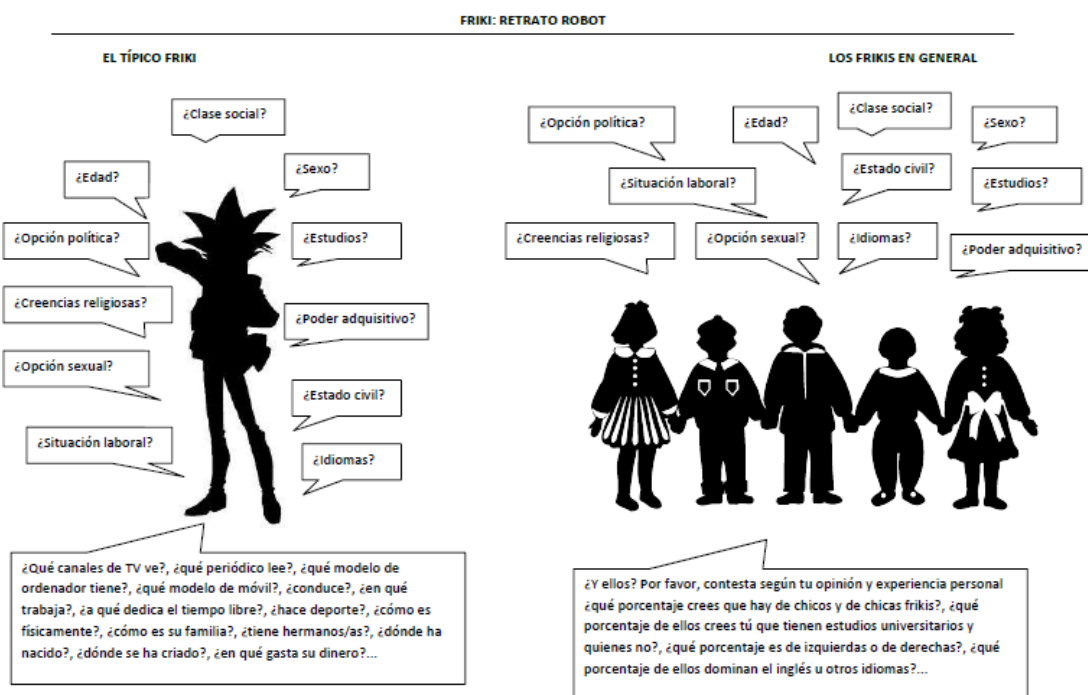 FRIKI: RETRATO ROBOT
EL TÍPICO FRIKI
¿Clase social?
¿Edad?
¿Sexo?
¿Opción política?
¿Estudios?
¿Creencias religiosas?
¿Poder adquisitivo?
¿Opción sexual?
¿Estado civil?
¿Situación laboral?
¿Idiomas?
¿Qué canales de TV ve?, ¿qué periódico lee?, ¿qué modelo de
ordenador tiene?, ¿qué modelo de móvil?, ¿conduce?, ¿en qué
trabaja?, ¿a qué dedica el tiempo libre?, ¿hace deporte?, ¿cómo es
físicamente?, ¿cómo es su familia?, ¿tiene hermanos/as?, ¿dónde ha
nacido?, ¿dónde se ha criado?, ¿en qué gasta su dinero?...
LOS FRIKIS EN GENERAL
¿Opción política?
¿Edad?
¿Clase social?
¿Sexo?
¿Situación laboral?
¿Estado civil?
¿Estudios?
¿Creencias religiosas?
¿Opción sexual?
¿Idiomas?
¿Poder adquisitivo?
¿Y ellos? Por favor, contesta según tu opinión y experiencia personal
¿qué porcentaje crees que hay de chicos y de chicas frikis?, ¿qué
porcentaje de ellos crees tú que tienen estudios universitarios y
quienes no?, ¿qué porcentaje es de izquierdas o de derechas?, ¿qué
porcentaje de ellos dominan el inglés u otros idiomas?...